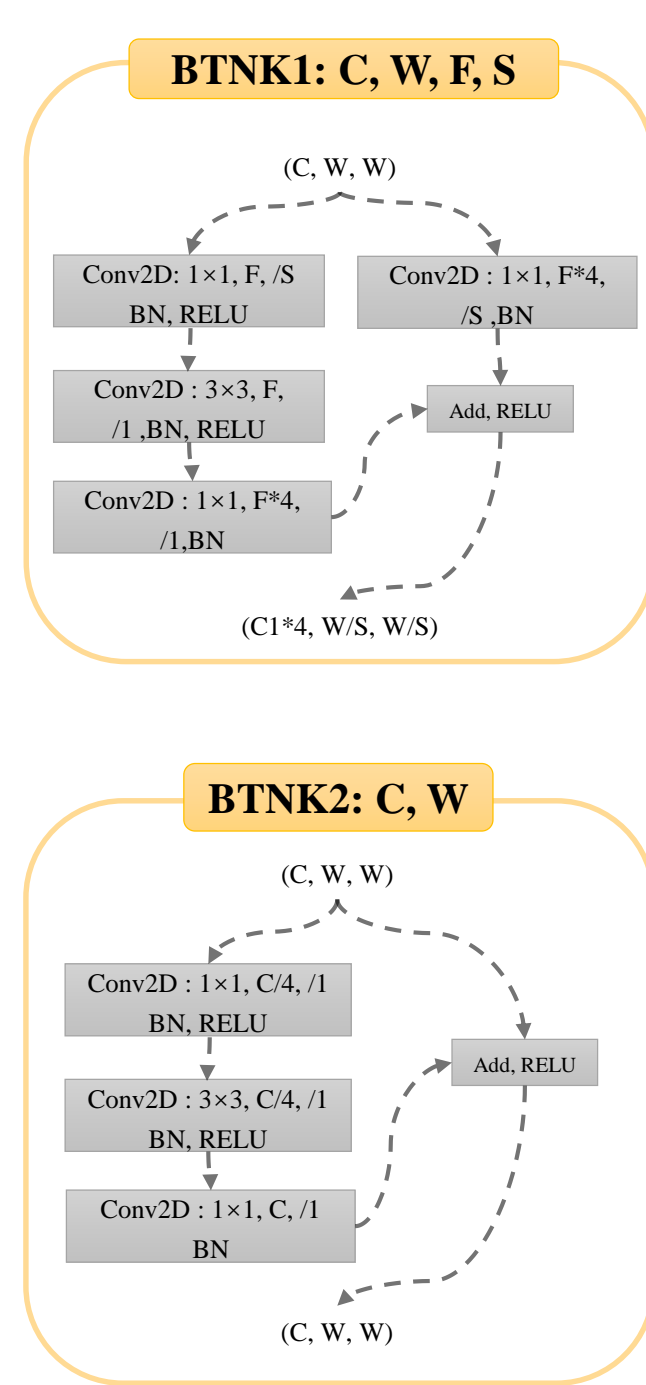 BTNK1: C, W, F, S
(C, W, W)
Conv2D: 1×1, F, /S
BN, RELU
Conv2D : 1×1, F*4,
/S ,BN
Conv2D : 3×3, F,
/1 ,BN, RELU
Add, RELU
Conv2D : 1×1, F*4,
/1,BN
(C1*4, W/S, W/S)
BTNK2: C, W
(C, W, W)
Conv2D : 1×1, C/4, /1
BN, RELU
Add, RELU
Conv2D : 3×3, C/4, /1
BN, RELU
Conv2D : 1×1, C, /1
BN
(C, W, W)